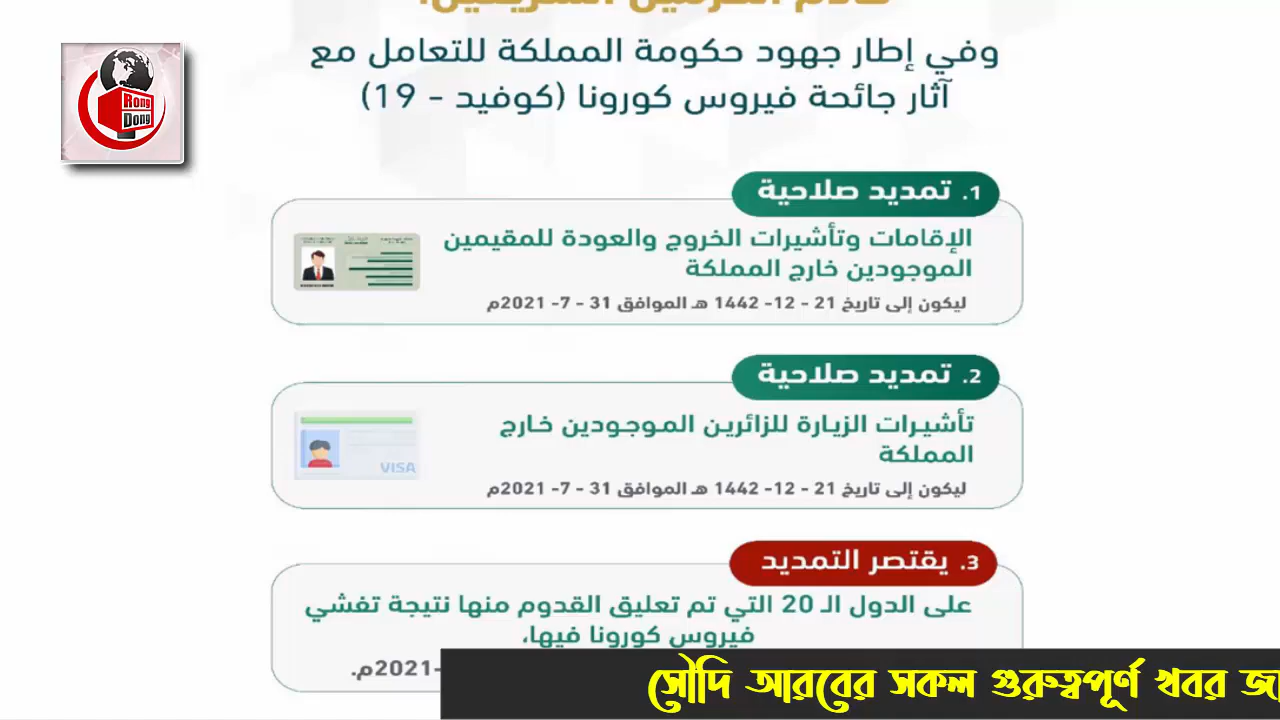 خادم الحرمين الشريفين،
وفي إطار جهود حكومة المملكة للتعامل مع
آثار جائحة فيروس كورونا (كوفيد - 19)
Rong
Dong
1. تمديد صلاحية
الإقامات وتأشيرات الخروج والعودة للمقيمين
الموجودين خارج المملكة
ليكون إلى تاريخ 21 - 12- 1442 هـ الموافق 31 - 7- 2021م
2. تمديد صلاحية
تأشيرات الزيارة للزائرين الموجودين خارج
المملكة
VISA
ليكون إلى تاريخ 21 - 12- 1442 هـ الموافق 31 - 7- 2021م
3. يقتصر التمديد
على الدول الـ 20 التي تم تعليق القدوم منها نتيجة تفشي
فيروس كورونا فيها،
-2021م.
সৌদি আরবের সকল গুরুত্বপূর্ণ খবর জা